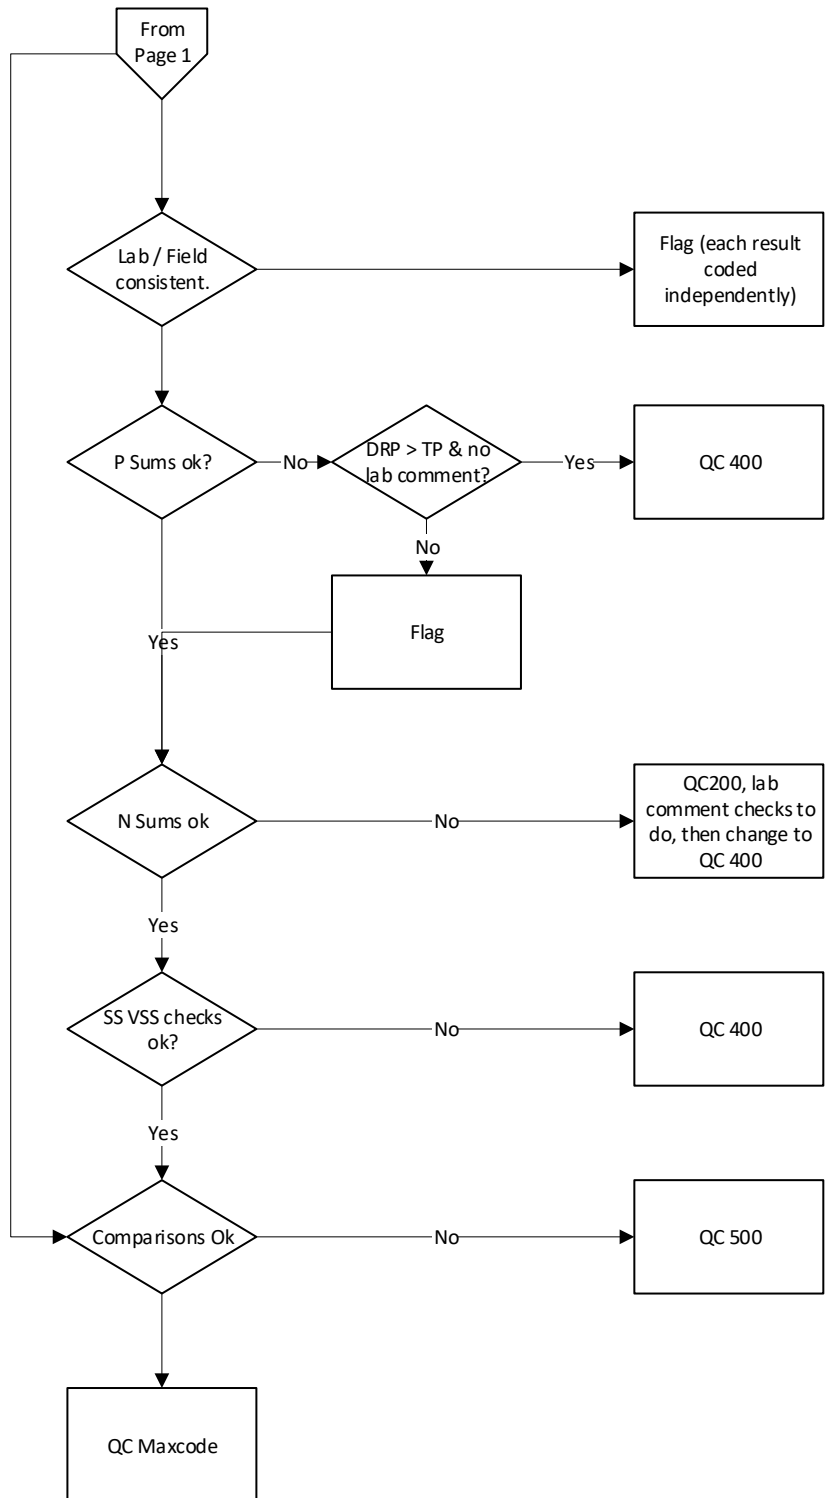 From
Page 1
Lab / Field
consistent.
Flag (each result
coded
independently)
P Sums ok?
No
DRP > TP & no
lab comment?
Yes
QC 400
No
Flag
Yes
N Sums ok
No
QC200, lab
comment checks to
do, then change to
QC 400
Yes
SS VSS checks
ok?
No
QC 400
Yes
Comparisons Ok
No
QC 500
QC Maxcode